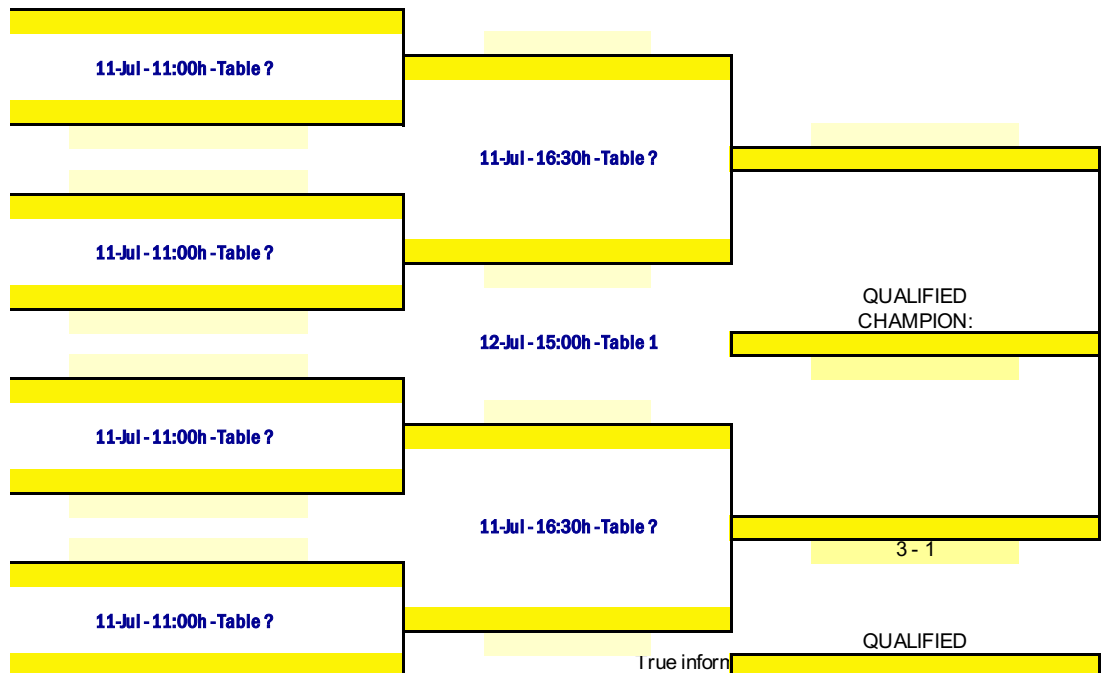 11-Jul - 11:00h -Table ?
11-Jul - 16:30h -Table ?
11-Jul - 11:00h -Table ?
QUALIFIED
CHAMPION:
12-Jul - 15:00h -Table 1
11-Jul - 11:00h -Table ?
11-Jul - 16:30h -Table ?
3 - 1
11-Jul - 11:00h -Table ?
QUALIFIED
True